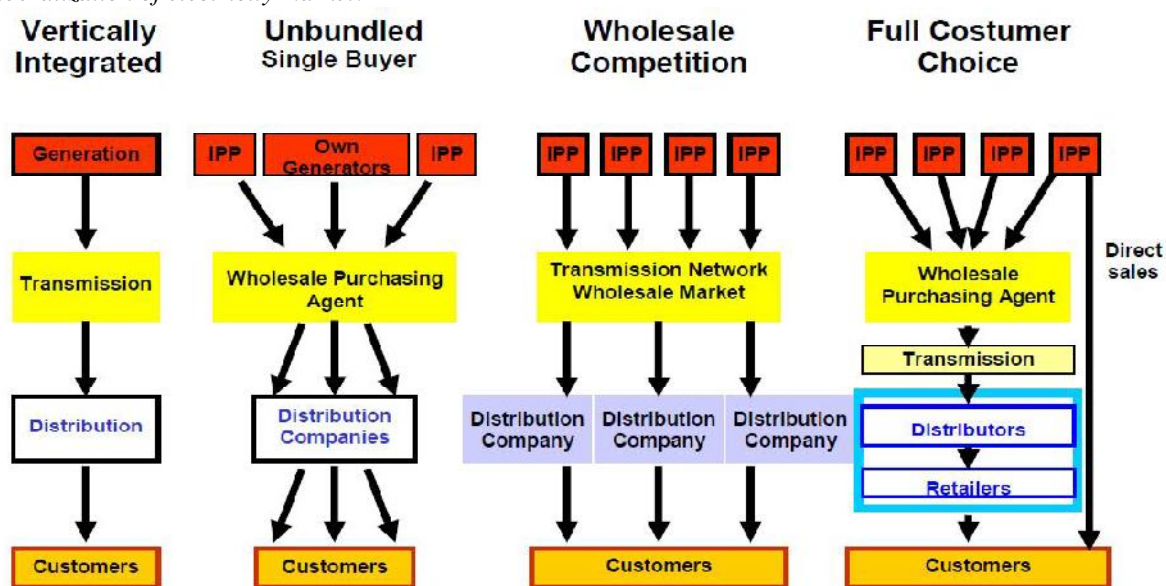 Vertically
Integrated
Generation
Transmission
Distribution
Customers
Unbundled
Single Buyer
IPP
Own
Generators
IPP
Wholesale Purchasing
Agent
Distribution
Companies
Customers
Wholesale
Competition
IPP
IPP
IPP
IPP
Transmission Network
Wholesale Market
Distribution
Company
Distribution
Company
Distribution
Company
Customers
Full Costumer
Choice
IPP
IPP
IPP
IPP
Direct
sales
Wholesale
Purchasing Agent
Transmission
Distributors
Retailers
Customers